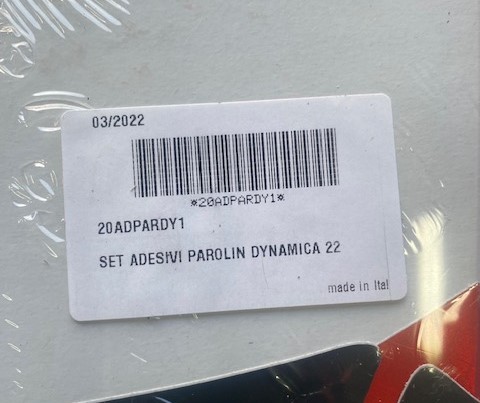 03/2022
*20ADPARDY1*
20ADPARDY1
SET ADESIVI PAROLIN DYNAMICA 22
made in Ital